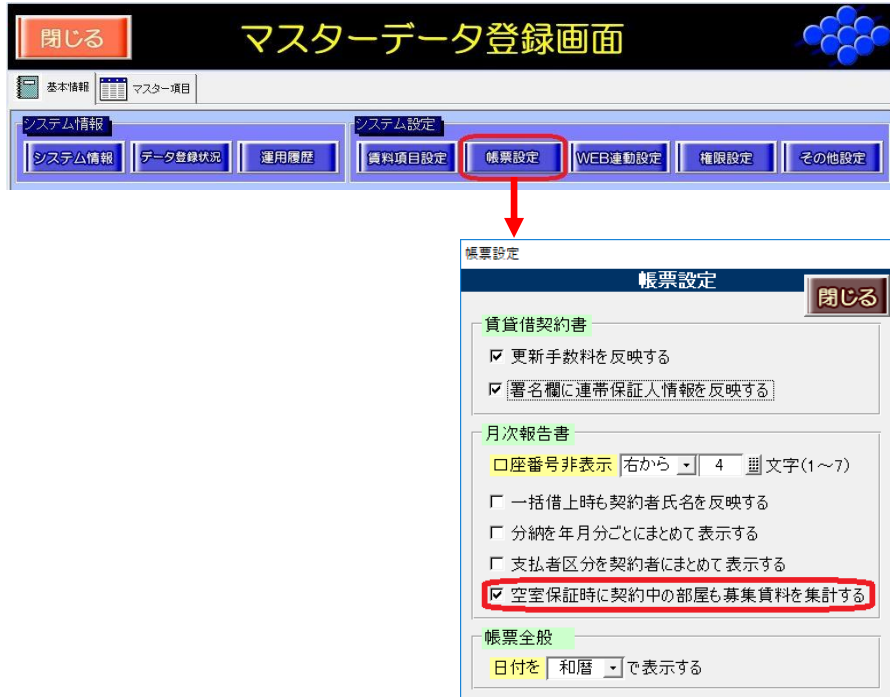 閉じる
マスターデータ登録画面
基本情報
マスター項目
システム情報
システム設定
システム情報
データ登録状況
運用履歴
賃料項目設定
帳票設定
WEB連動設定
権限設定
その他設定
帳票設定
帳票設定
閉じる
賃貸借契約書
更新手数料を反映する
署名欄に連帯保証人情報を反映する
月次報告書
口座番号非表示 右から 4 文字(1～7)
一括借上時も契約者氏名を反映する
分納を年月分ごとにまとめて表示する
支払者区分を契約者にまとめて表示する
空室保証時に契約中の部屋も募集賃料を集計する
帳票全般
日付を 和暦 で表示する